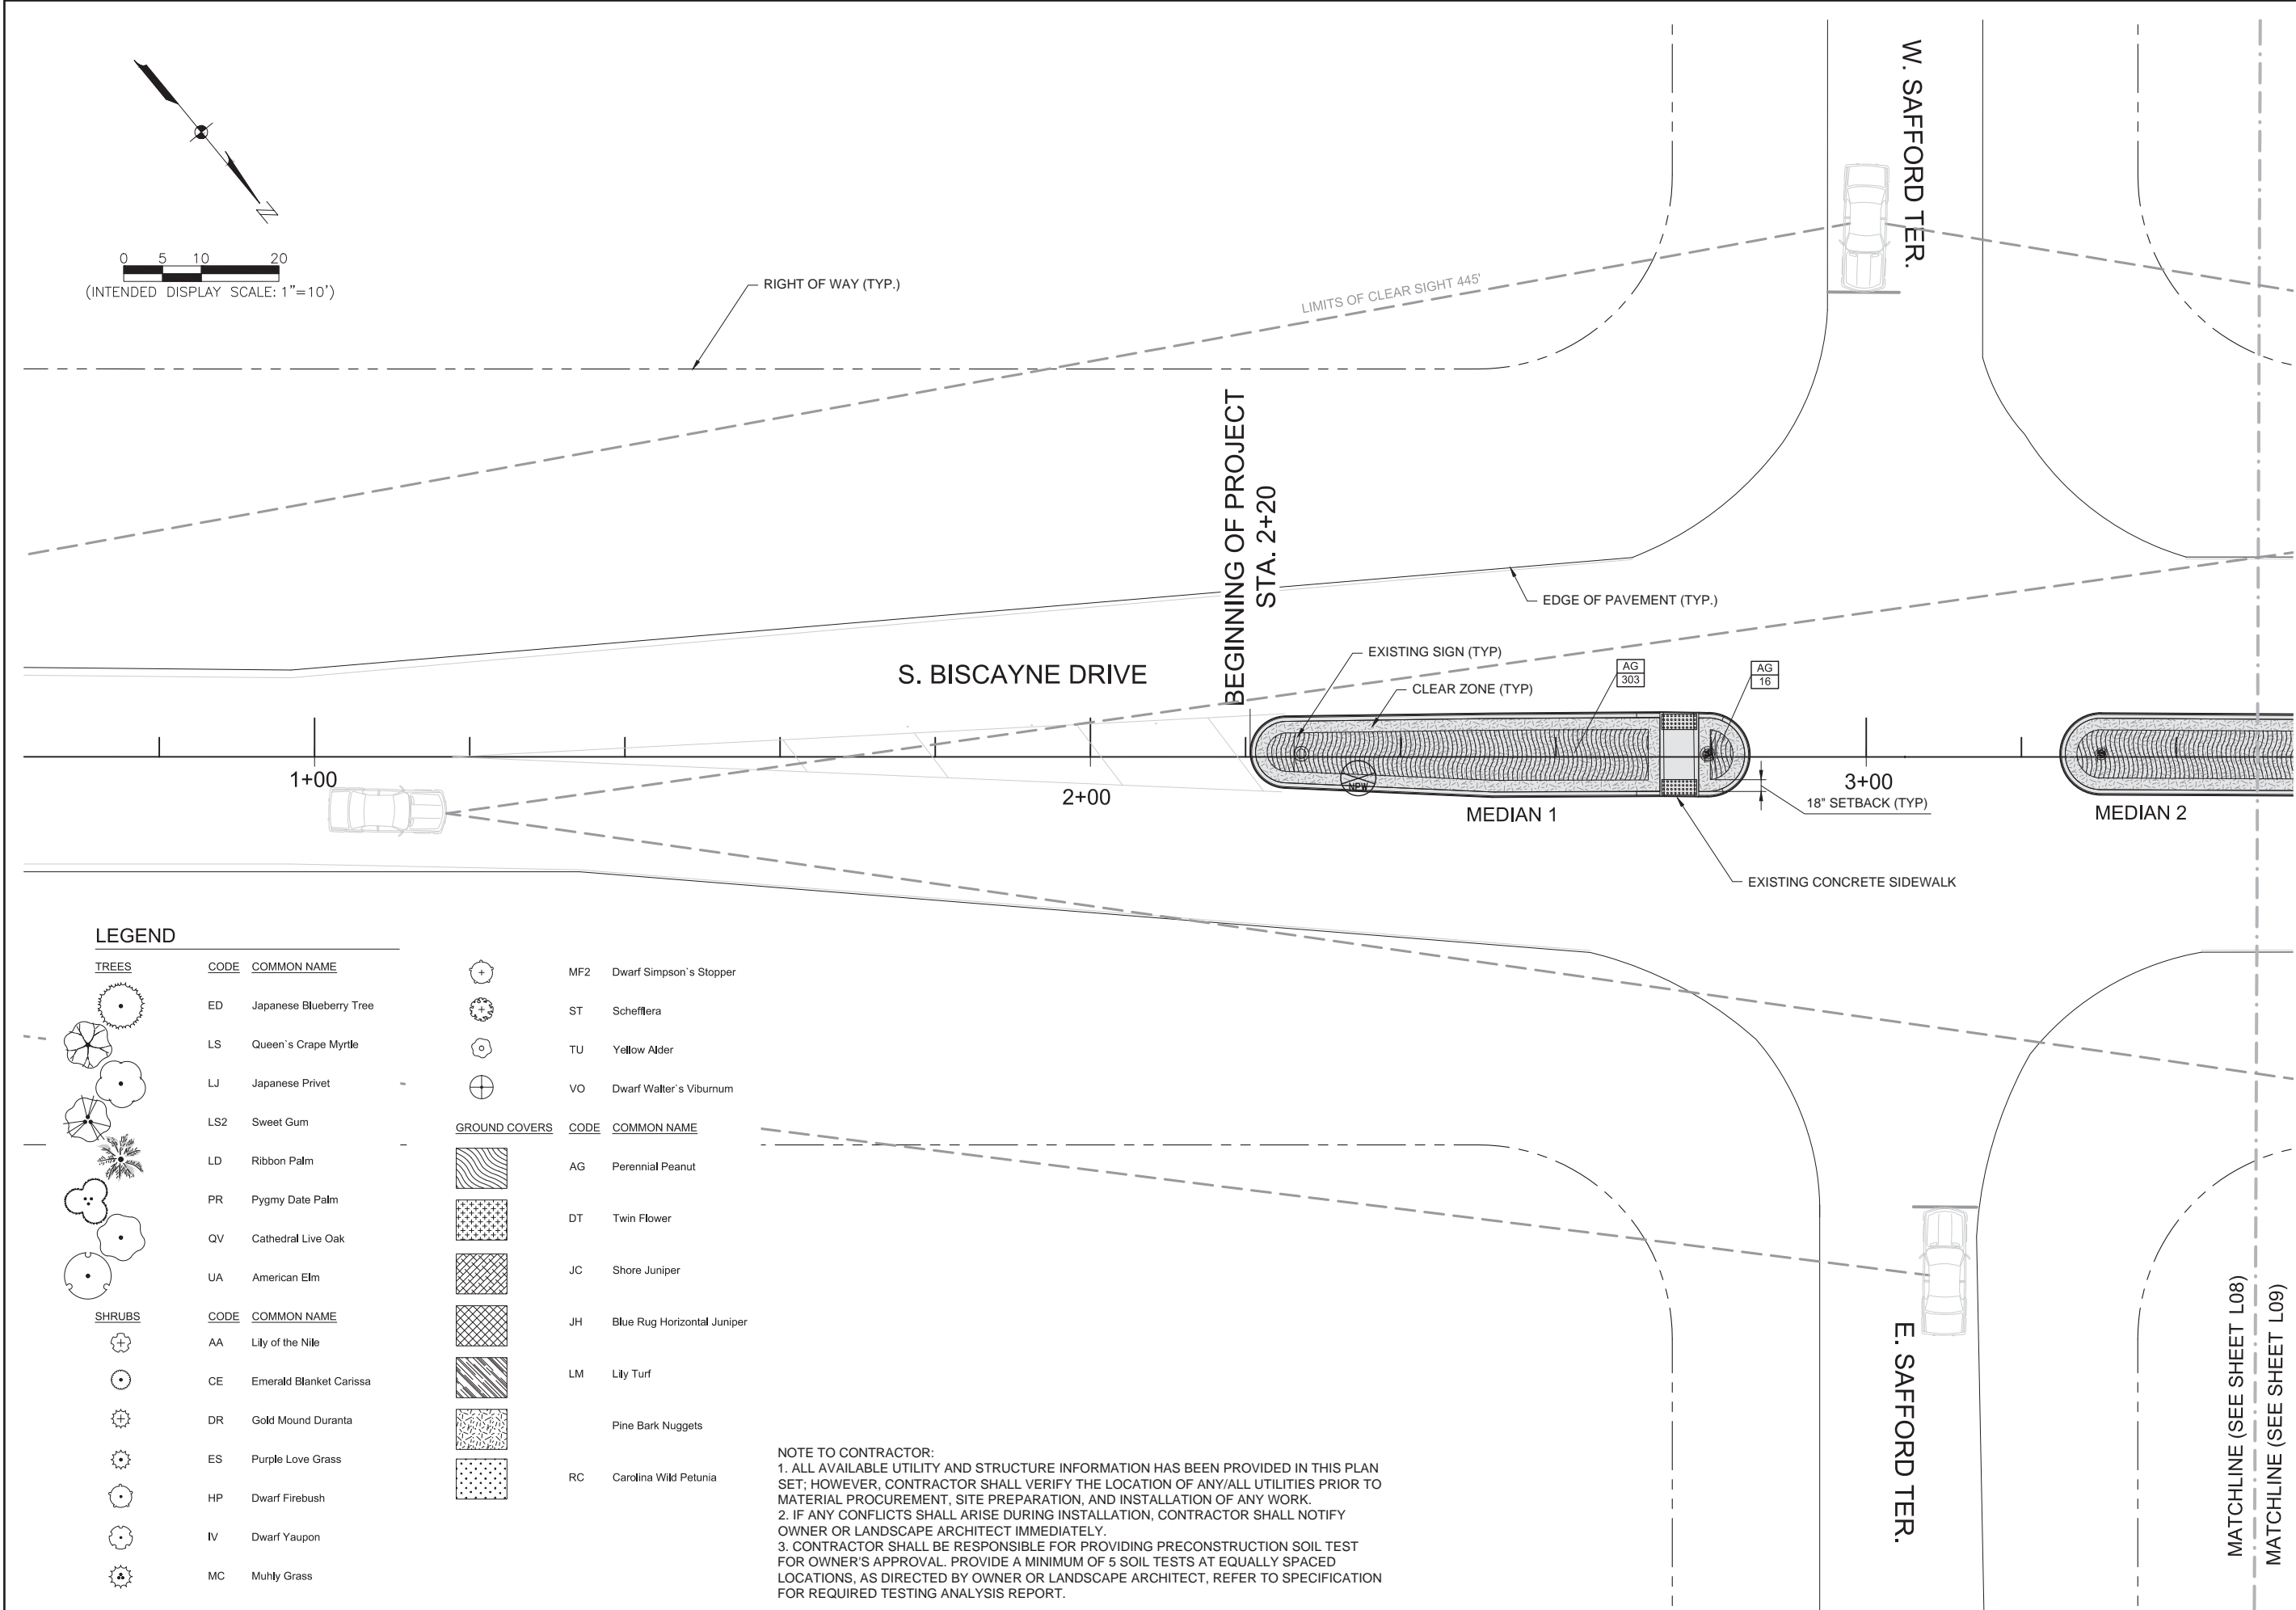 W. SAFFORD TER.
N
0 5 10 20
(INTENDED DISPLAY SCALE: 1"=10')
RIGHT OF WAY (TYP.)
LIMITS OF CLEAR SIGHT 445'
BEGINNING OF PROJECT
STA. 2+20
EDGE OF PAVEMENT (TYP.)
S. BISCAYNE DRIVE
EXISTING SIGN (TYP)
CLEAR ZONE (TYP)
AG
303
AG
16
NPW
1+00
2+00
3+00
18" SETBACK (TYP)
MEDIAN 1
MEDIAN 2
EXISTING CONCRETE SIDEWALK
LEGEND
TREES CODE COMMON NAME
ED Japanese Blueberry Tree
LS Queen`s Crape Myrtle
LJ Japanese Privet
LS2 Sweet Gum
LD Ribbon Palm
PR Pygmy Date Palm
QV Cathedral Live Oak
UA American Elm
SHRUBS CODE COMMON NAME
AA Lily of the Nile
CE Emerald Blanket Carissa
DR Gold Mound Duranta
ES Purple Love Grass
HP Dwarf Firebush
IV Dwarf Yaupon
MC Muhly Grass
MF2 Dwarf Simpson`s Stopper
ST Schefflera
TU Yellow Alder
VO Dwarf Walter`s Viburnum
GROUND COVERS CODE COMMON NAME
AG Perennial Peanut
DT Twin Flower
JC Shore Juniper
JH Blue Rug Horizontal Juniper
LM Lily Turf
Pine Bark Nuggets
RC Carolina Wild Petunia
NOTE TO CONTRACTOR:
1. ALL AVAILABLE UTILITY AND STRUCTURE INFORMATION HAS BEEN PROVIDED IN THIS PLAN
SET; HOWEVER, CONTRACTOR SHALL VERIFY THE LOCATION OF ANY/ALL UTILITIES PRIOR TO
MATERIAL PROCUREMENT, SITE PREPARATION, AND INSTALLATION OF ANY WORK.
2. IF ANY CONFLICTS SHALL ARISE DURING INSTALLATION, CONTRACTOR SHALL NOTIFY
OWNER OR LANDSCAPE ARCHITECT IMMEDIATELY.
3. CONTRACTOR SHALL BE RESPONSIBLE FOR PROVIDING PRECONSTRUCTION SOIL TEST
FOR OWNER'S APPROVAL. PROVIDE A MINIMUM OF 5 SOIL TESTS AT EQUALLY SPACED
LOCATIONS, AS DIRECTED BY OWNER OR LANDSCAPE ARCHITECT, REFER TO SPECIFICATION
FOR REQUIRED TESTING ANALYSIS REPORT.
E. SAFFORD TER.
MATCHLINE (SEE SHEET L08)
MATCHLINE (SEE SHEET L09)